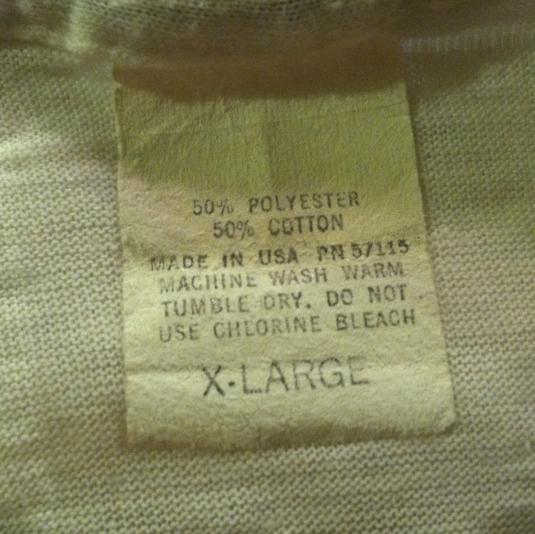 50% POLYESTER
50% COTTON
MADE IN USA RN 57115
MACHINE WASH WARM
TUMBLE DRY. DO NOT
USE CHLORINE BLEACH
X-LARGE